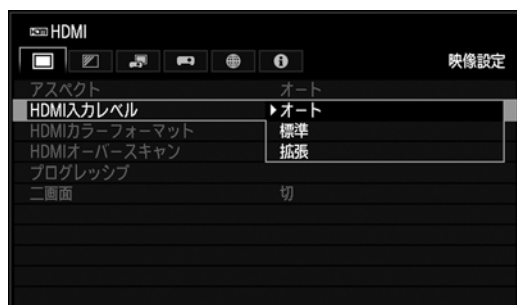 HDMI
映像設定
アスペクト オート
HDMI入力レベル オート
HDMIカラーフォーマット 標準
HDMIオーバースキャン 拡張
プログレッシブ
二画面 切